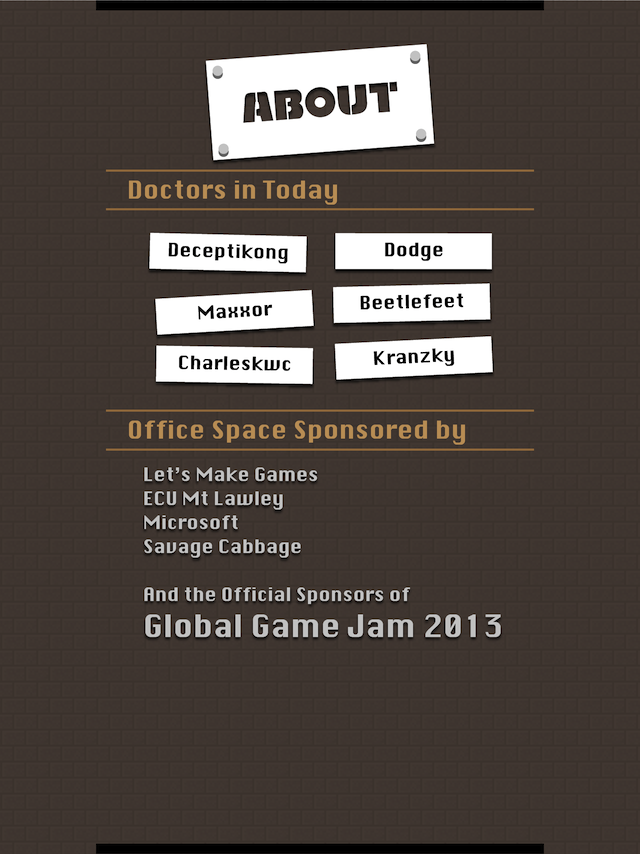 ABOUT
Doctors in Today
Deceptikong
Dodge
Maxxor
Beetlefeet
Charleskwc
Kranzky
Office Space Sponsored by
Let's Make Games
ECU Mt Lawley
Microsoft
Savage Cabbage
And the Official Sponsors of
Global Game Jam 2013